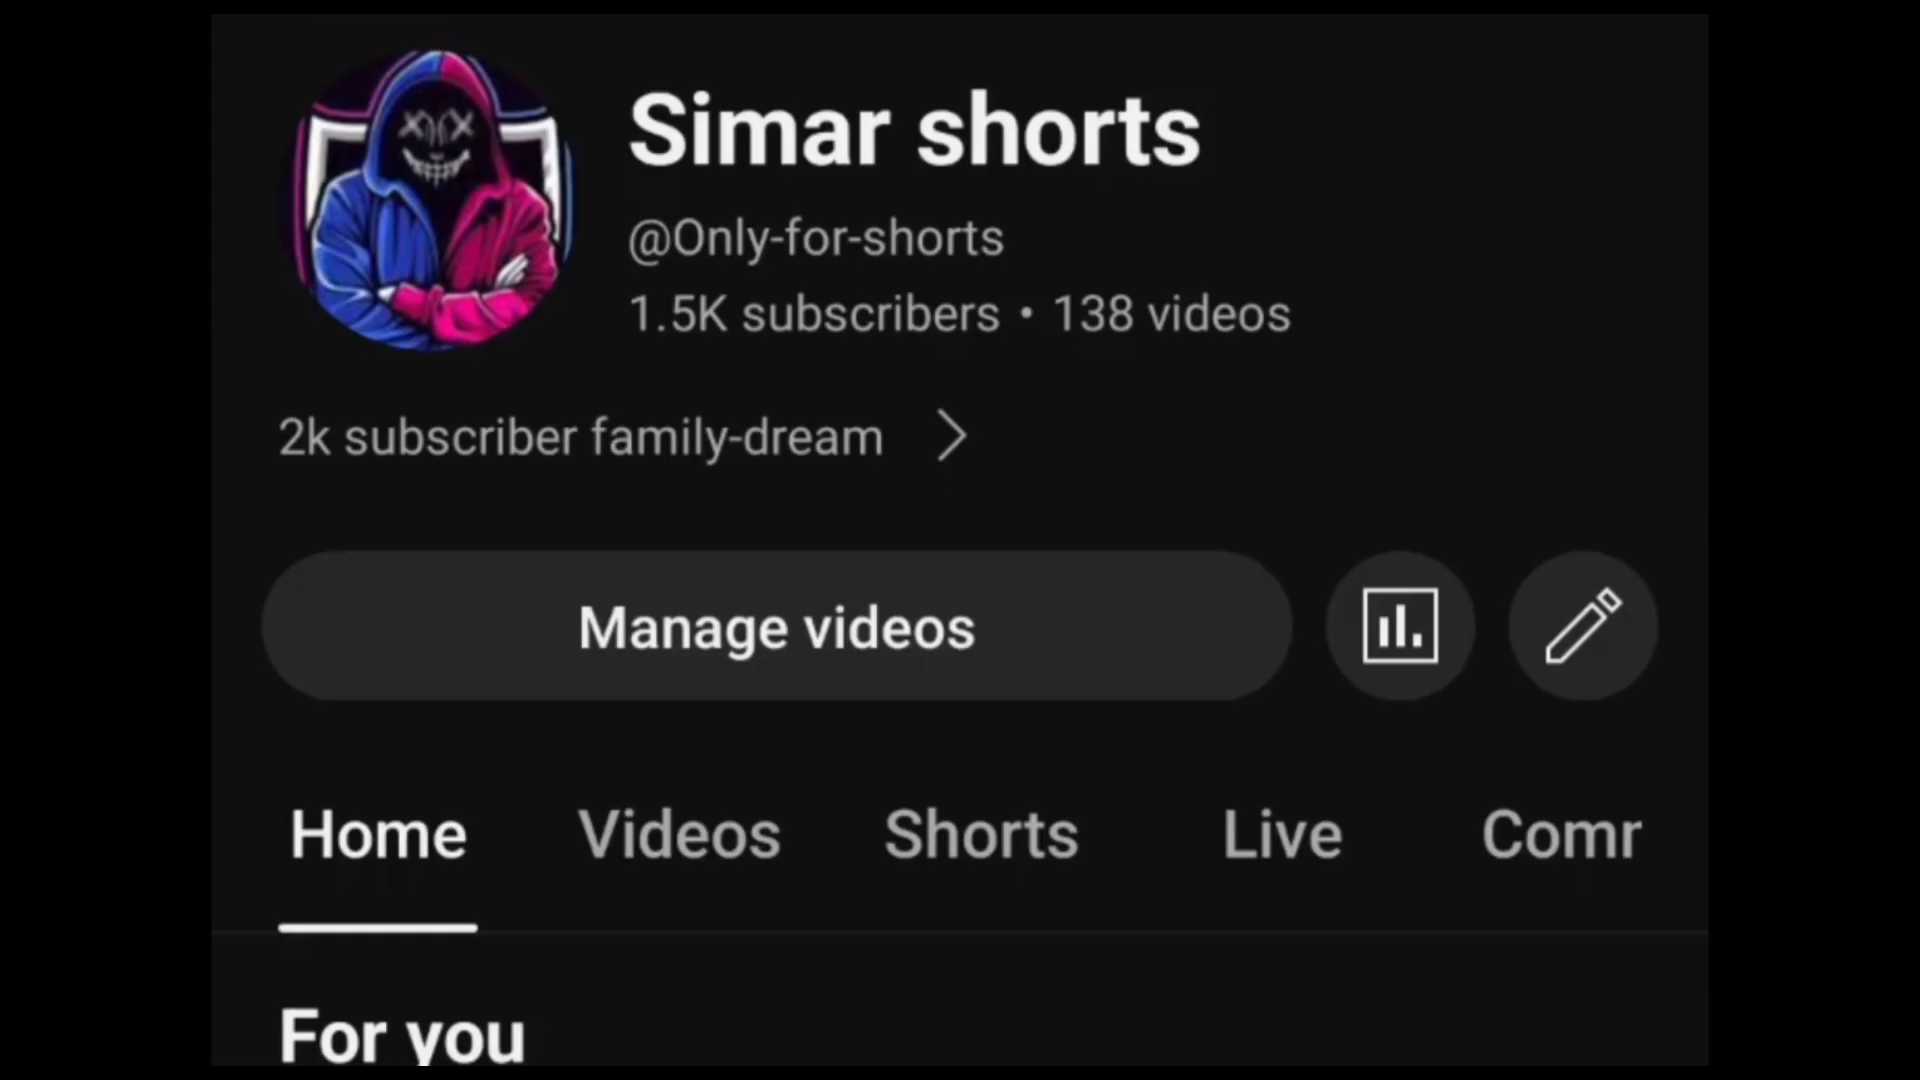 Simar shorts
@Only-for-shorts
1.5K subscribers • 138 videos
2k subscriber family-dream
Manage videos
Home Videos Shorts Live Comr
For you